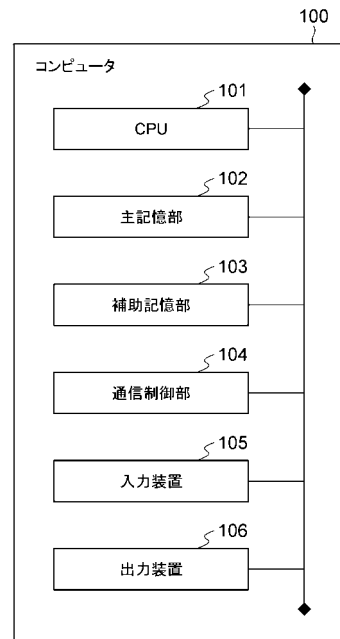 100
コンピュータ
101
CPU
102
主記憶部
103
補助記憶部
104
通信制御部
105
入力装置
106
出力装置